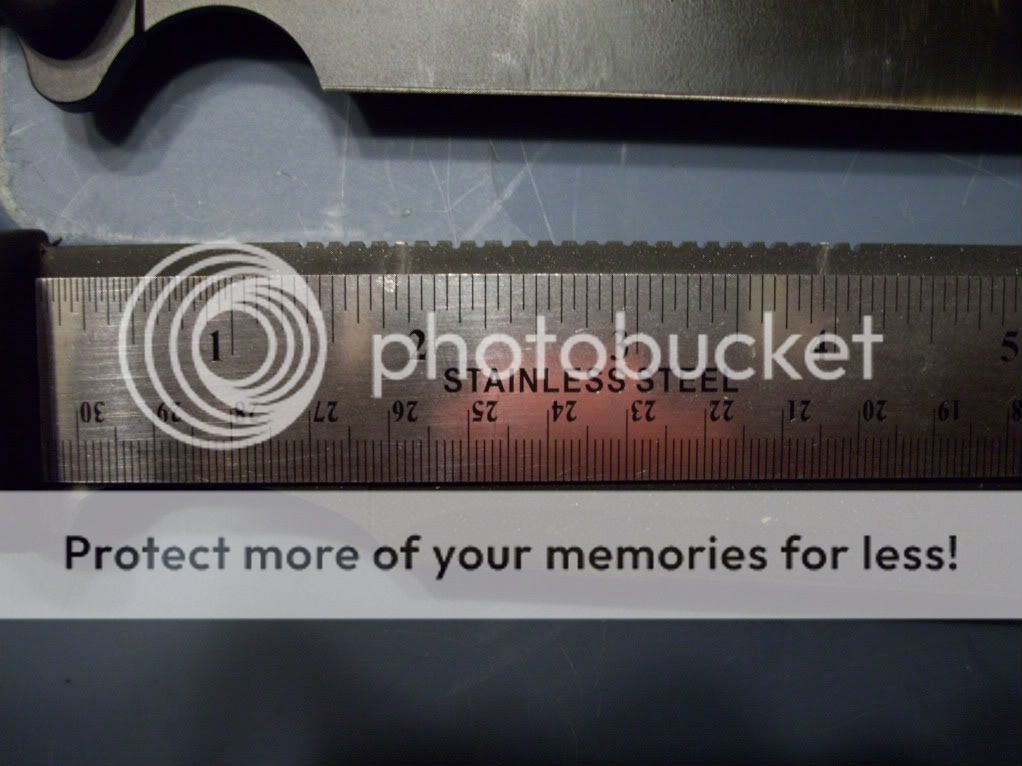 1 2 3 4 5
photobucket
STAINLESS STEEL
30 29 28 27 26 25 24 23 22 21 20 19 18
Protect more of your memories for less!